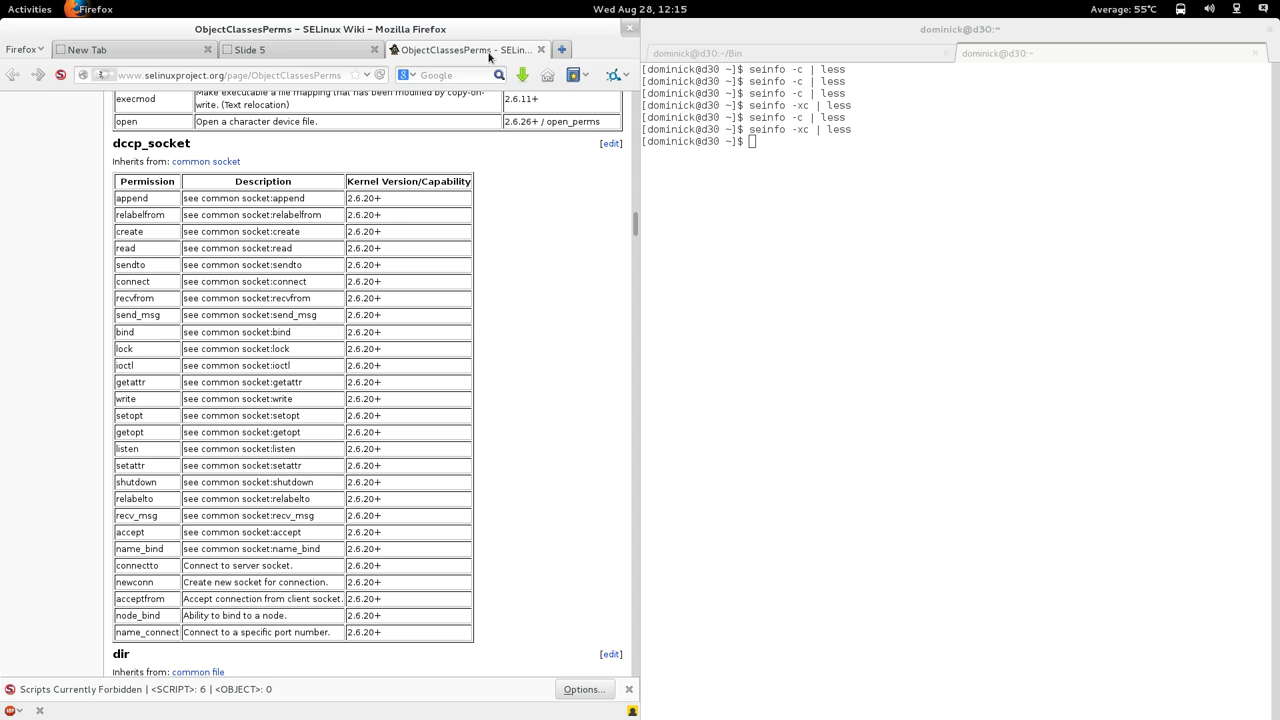 Activities Firefox Wed Aug 28, 12:15 Average: 55°C
ObjectClassesPerms - SELinux Wiki - Mozilla Firefox
Firefox New Tab Slide 5 ObjectClassesPerms - SELin...
www.selinuxproject.org/page/ObjectClassesPerms Google
execmod Make executable a file mapping that has been modified by copy-
write. (Text relocation) 2.6.11+
open Open a character device file. 2.6.26+ / open_perms
dccp_socket [edit]
Inherits from: common socket
Permission Description Kernel Version/Capability
append see common socket:append 2.6.20+
relabelfrom see common socket:relabelfrom 2.6.20+
create see common socket:create 2.6.20+
read see common socket:read 2.6.20+
sendto see common socket:sendto 2.6.20+
connect see common socket:connect 2.6.20+
recvfrom see common socket:recvfrom 2.6.20+
send_msg see common socket:send_msg 2.6.20+
bind see common socket:bind 2.6.20+
lock see common socket:lock 2.6.20+
ioctl see common socket:ioctl 2.6.20+
getattr see common socket:getattr 2.6.20+
write see common socket:write 2.6.20+
setopt see common socket:setopt 2.6.20+
getopt see common socket:getopt 2.6.20+
listen see common socket:listen 2.6.20+
setattr see common socket:setattr 2.6.20+
shutdown see common socket:shutdown 2.6.20+
relabelto see common socket:relabelto 2.6.20+
recv_msg see common socket:recv_msg 2.6.20+
accept see common socket:accept 2.6.20+
name_bind see common socket:name_bind 2.6.20+
connectto Connect to server socket. 2.6.20+
newconn Create new socket for connection. 2.6.20+
acceptfrom Accept connection from client socket. 2.6.20+
node_bind Ability to bind to a node. 2.6.20+
name_connect Connect to a specific port number. 2.6.20+
dir [edit]
Inherits from: common file
Scripts Currently Forbidden | <SCRIPT>: 6 | <OBJECT>: 0 Options...
dominick@d30:~
dominick@d30:~/Bin dominick@d30:~
[dominick@d30 ~]$ seinfo -c | less
[dominick@d30 ~]$ seinfo -c | less
[dominick@d30 ~]$ seinfo -c | less
[dominick@d30 ~]$ seinfo -xc | less
[dominick@d30 ~]$ seinfo -c | less
[dominick@d30 ~]$ seinfo -xc | less
[dominick@d30 ~]$